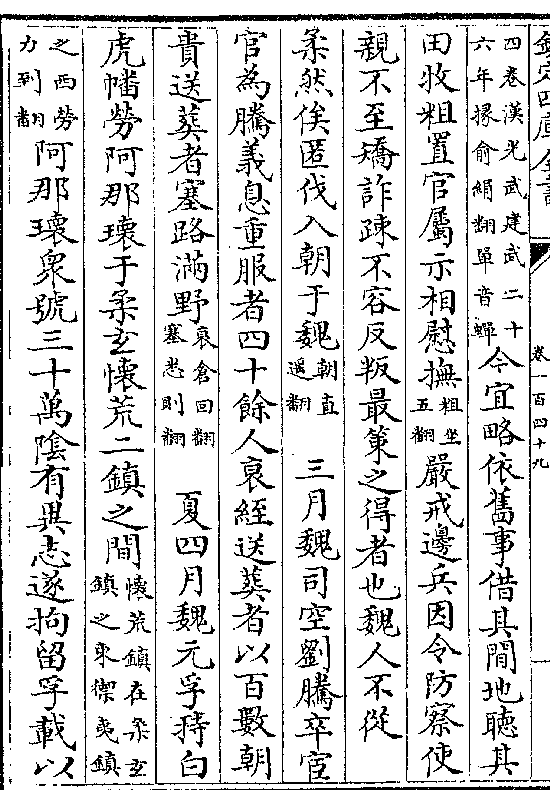 欽定四庫全書
卷一百四十九
四卷漢光武建武二十
六年掾俞絹翻單音蟬
今宜略依舊事借其閒地聽其
田牧粗置官屬示相慰撫
粗坐
五翻
嚴戒邊兵因令防察使
親不至矯詐疎不容反叛最策之得者也魏人不從
柔然俟匿伐入朝于魏
朝直
遥翻
三月魏司空劉騰卒宦
官為騰義息重服者四十餘人衰絰送葬者以百數朝
貴送葬者塞路滿野
衰倉回翻
塞悉則翻
夏四月魏元孚持白
虎幡勞阿那瓌于柔𤣥懷荒二鎮之間
懷荒鎮在柔𤣥
鎮之東禦夷鎮
之西勞
力到翻
阿那瓌衆號三十萬陰有異志遂拘留孚載以